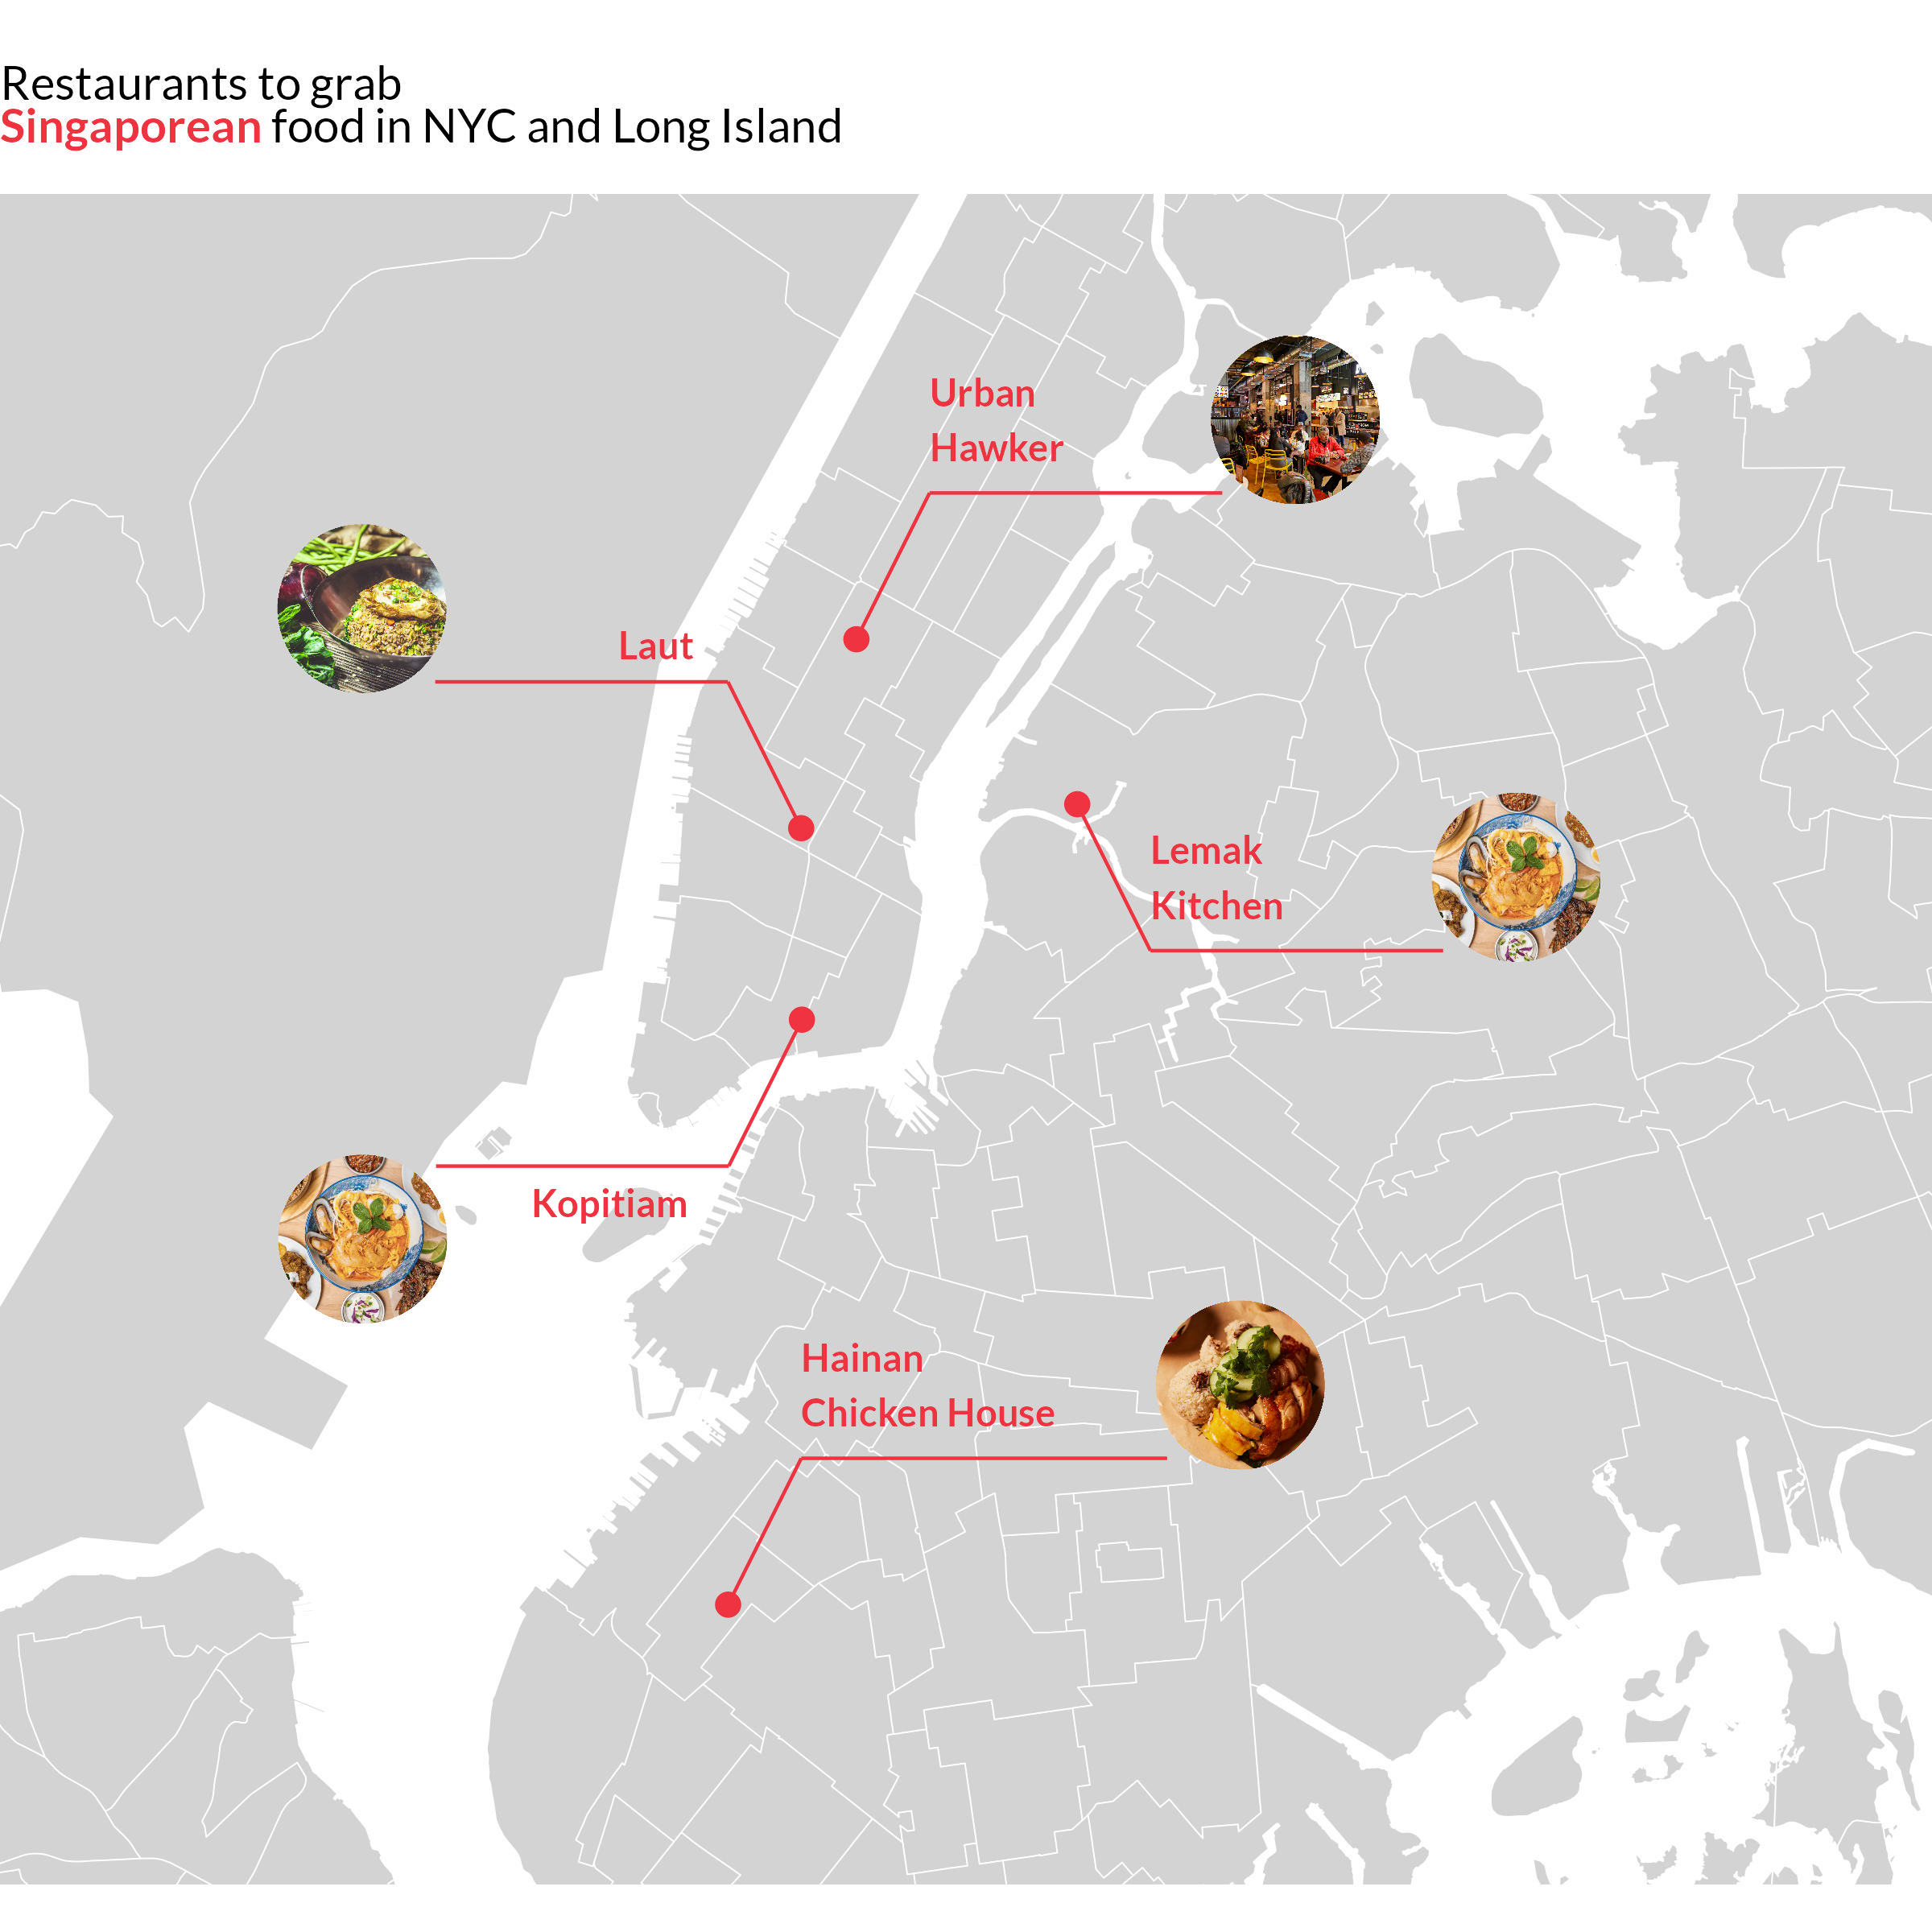 Restaurants to grab
Singaporean food in NYC and Long Island
Urban
Hawker
Laut
Lemak
Kitchen
Kopitiam
Hainan
Chicken House